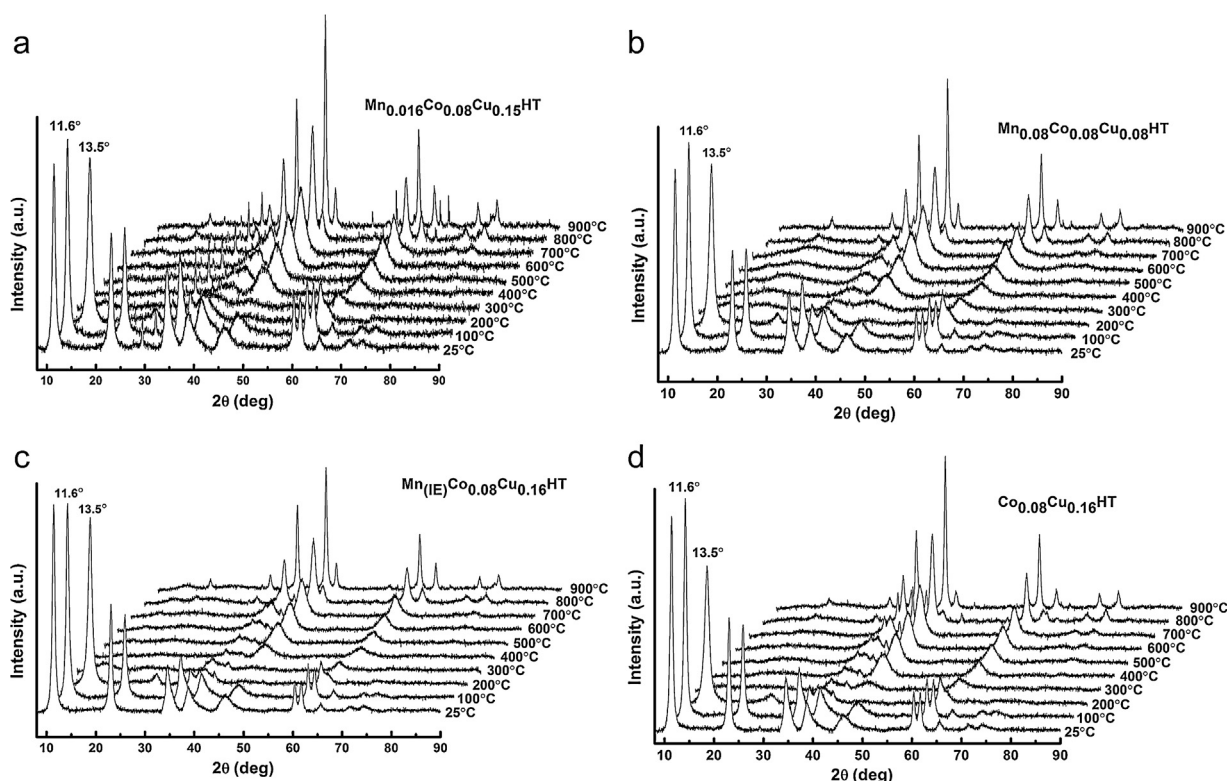 a
Mn0.016Co0.08Cu0.15HT
11.6°
13.5°
Intensity (a.u.)
900°C
800°C
700°C
600°C
500°C
400°C
300°C
200°C
100°C
25°C
10 20 30 40 50 60 70 80 90
2θ (deg)
b
Mn0.08Co0.08Cu0.08HT
11.6°
13.5°
Intensity (a.u.)
900°C
800°C
700°C
600°C
500°C
400°C
300°C
200°C
100°C
25°C
10 20 30 40 50 60 70 80 90
2θ (deg)
c
Mn(IE)Co0.08Cu0.16HT
11.6°
13.5°
Intensity (a.u.)
900°C
800°C
700°C
600°C
500°C
400°C
300°C
200°C
100°C
25°C
10 20 30 40 50 60 70 80 90
2θ (deg)
d
Co0.08Cu0.16HT
11.6°
13.5°
Intensity (a.u.)
900°C
800°C
700°C
600°C
500°C
400°C
300°C
200°C
100°C
25°C
10 20 30 40 50 60 70 80 90
2θ (deg)